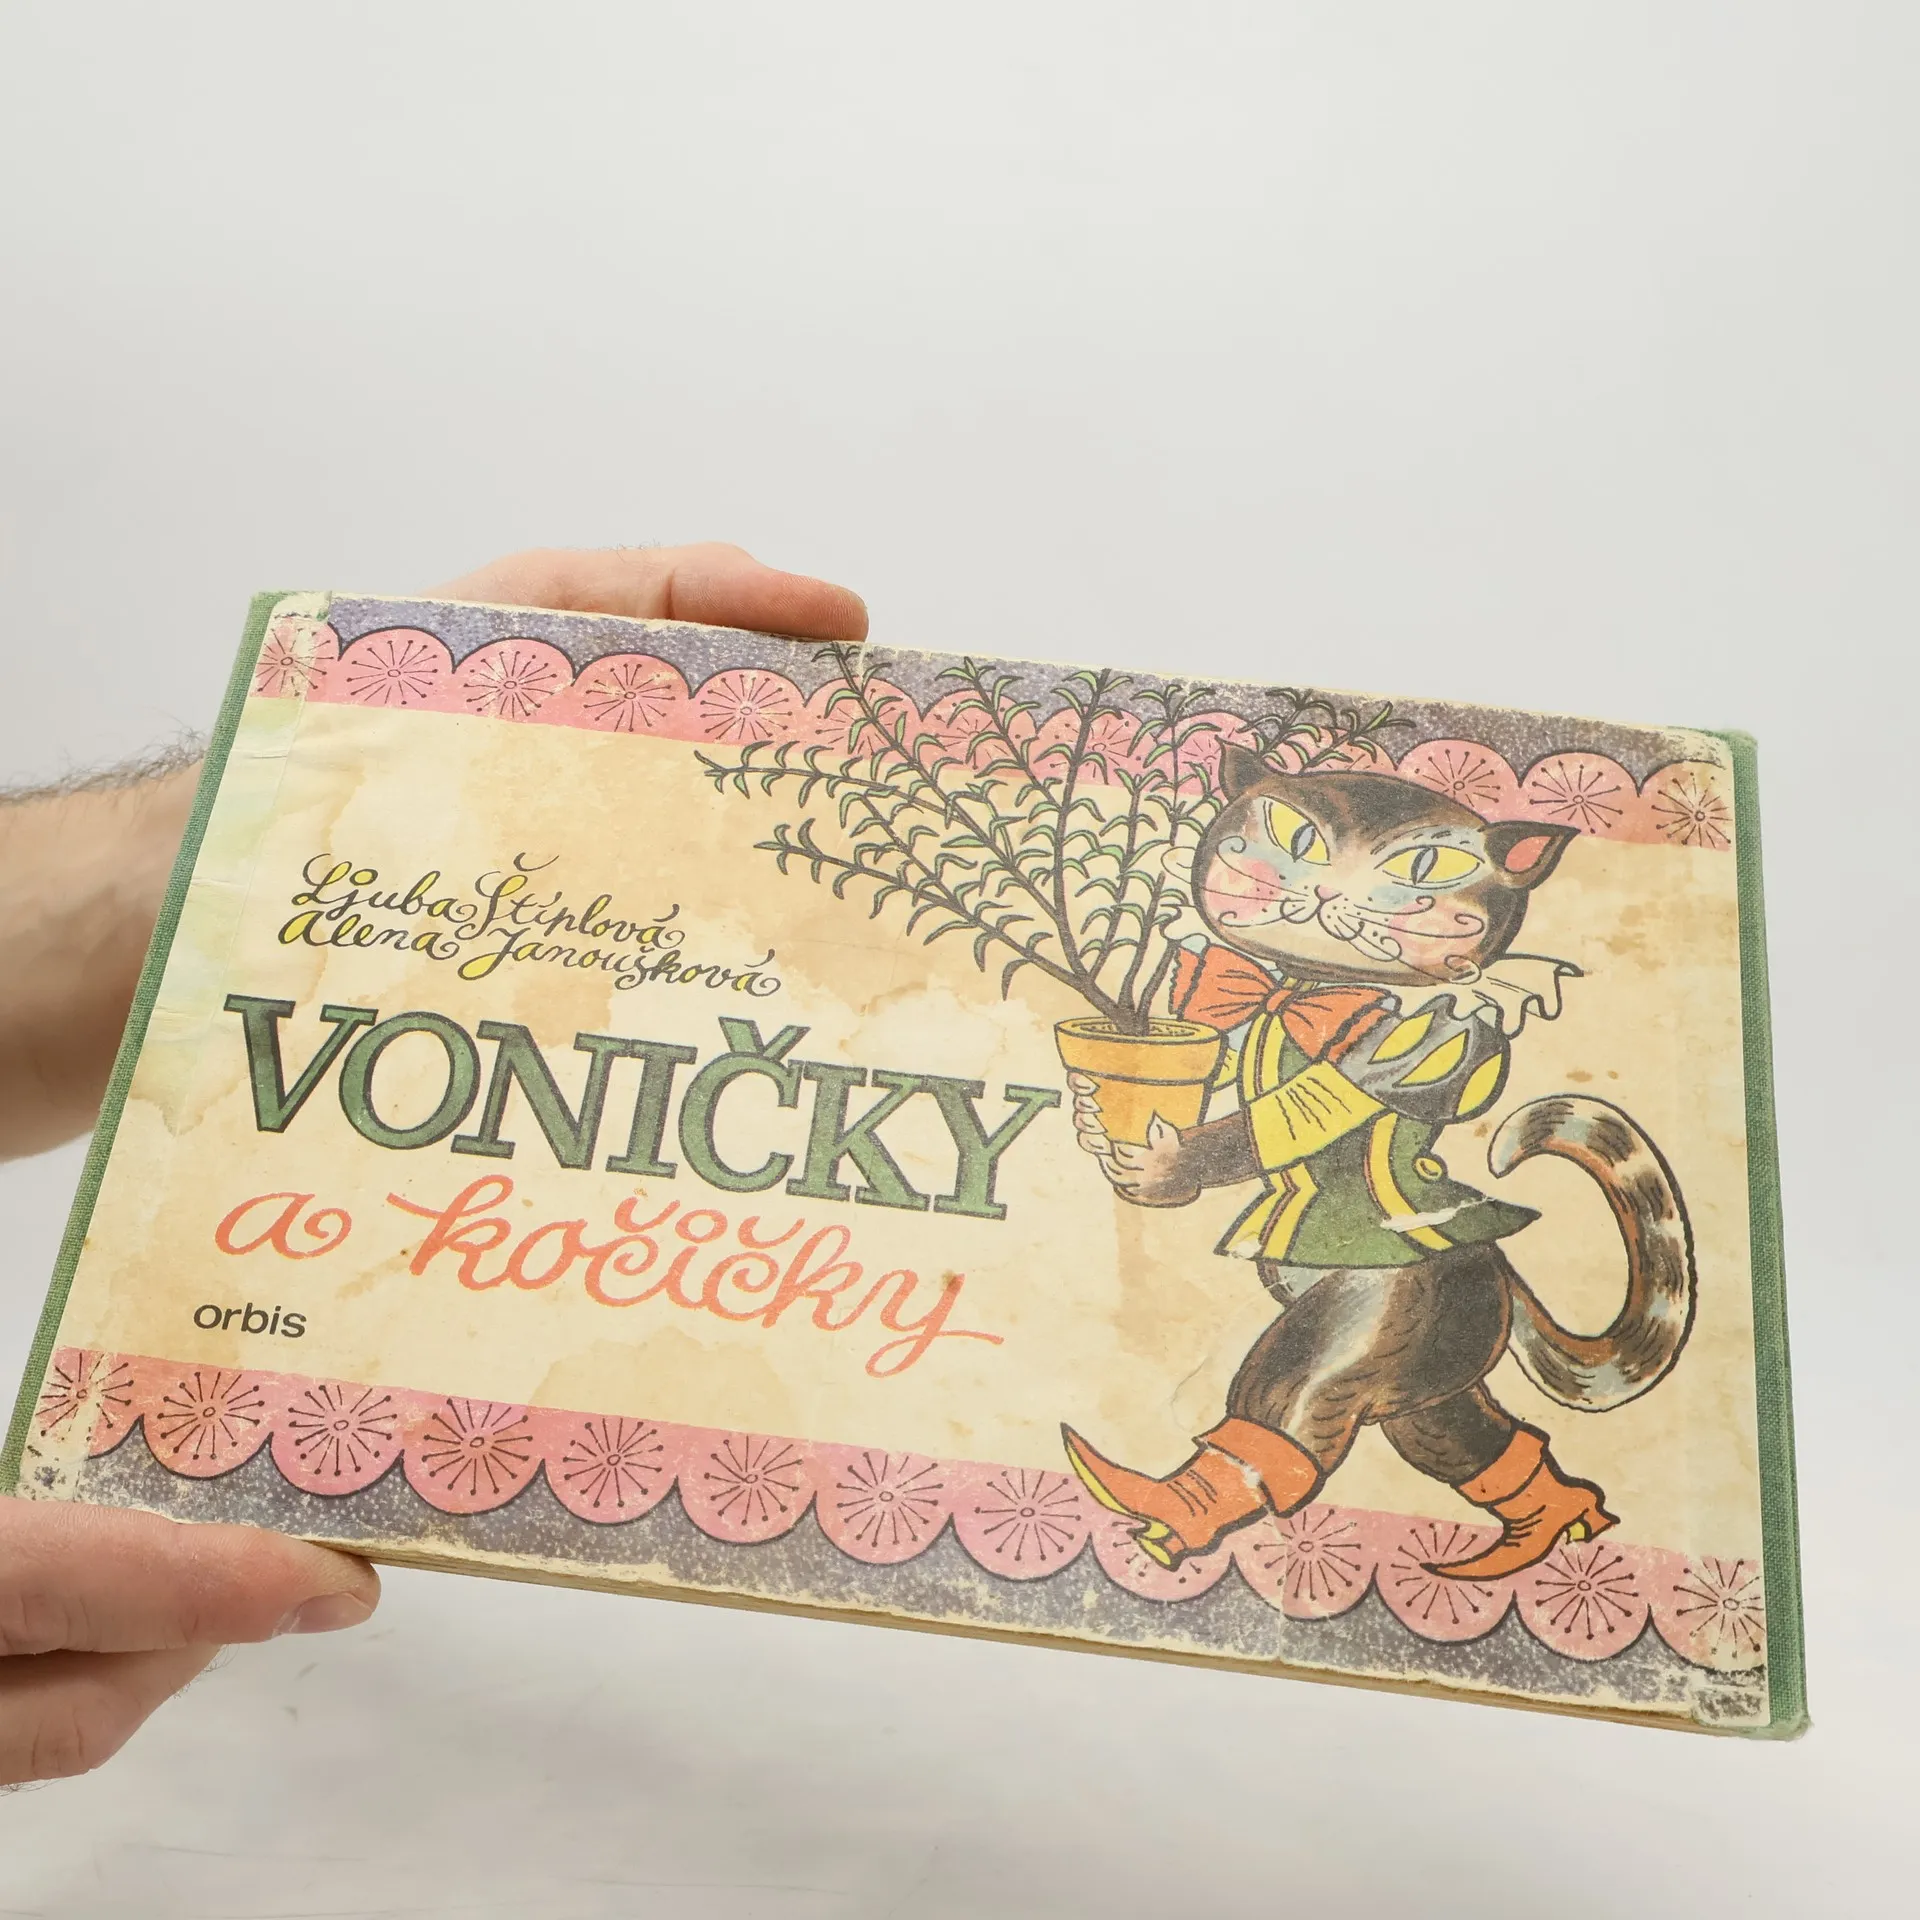 Ljuba Štíplová
Alena Janoušková
VONIČKY
a kočičky
orbis